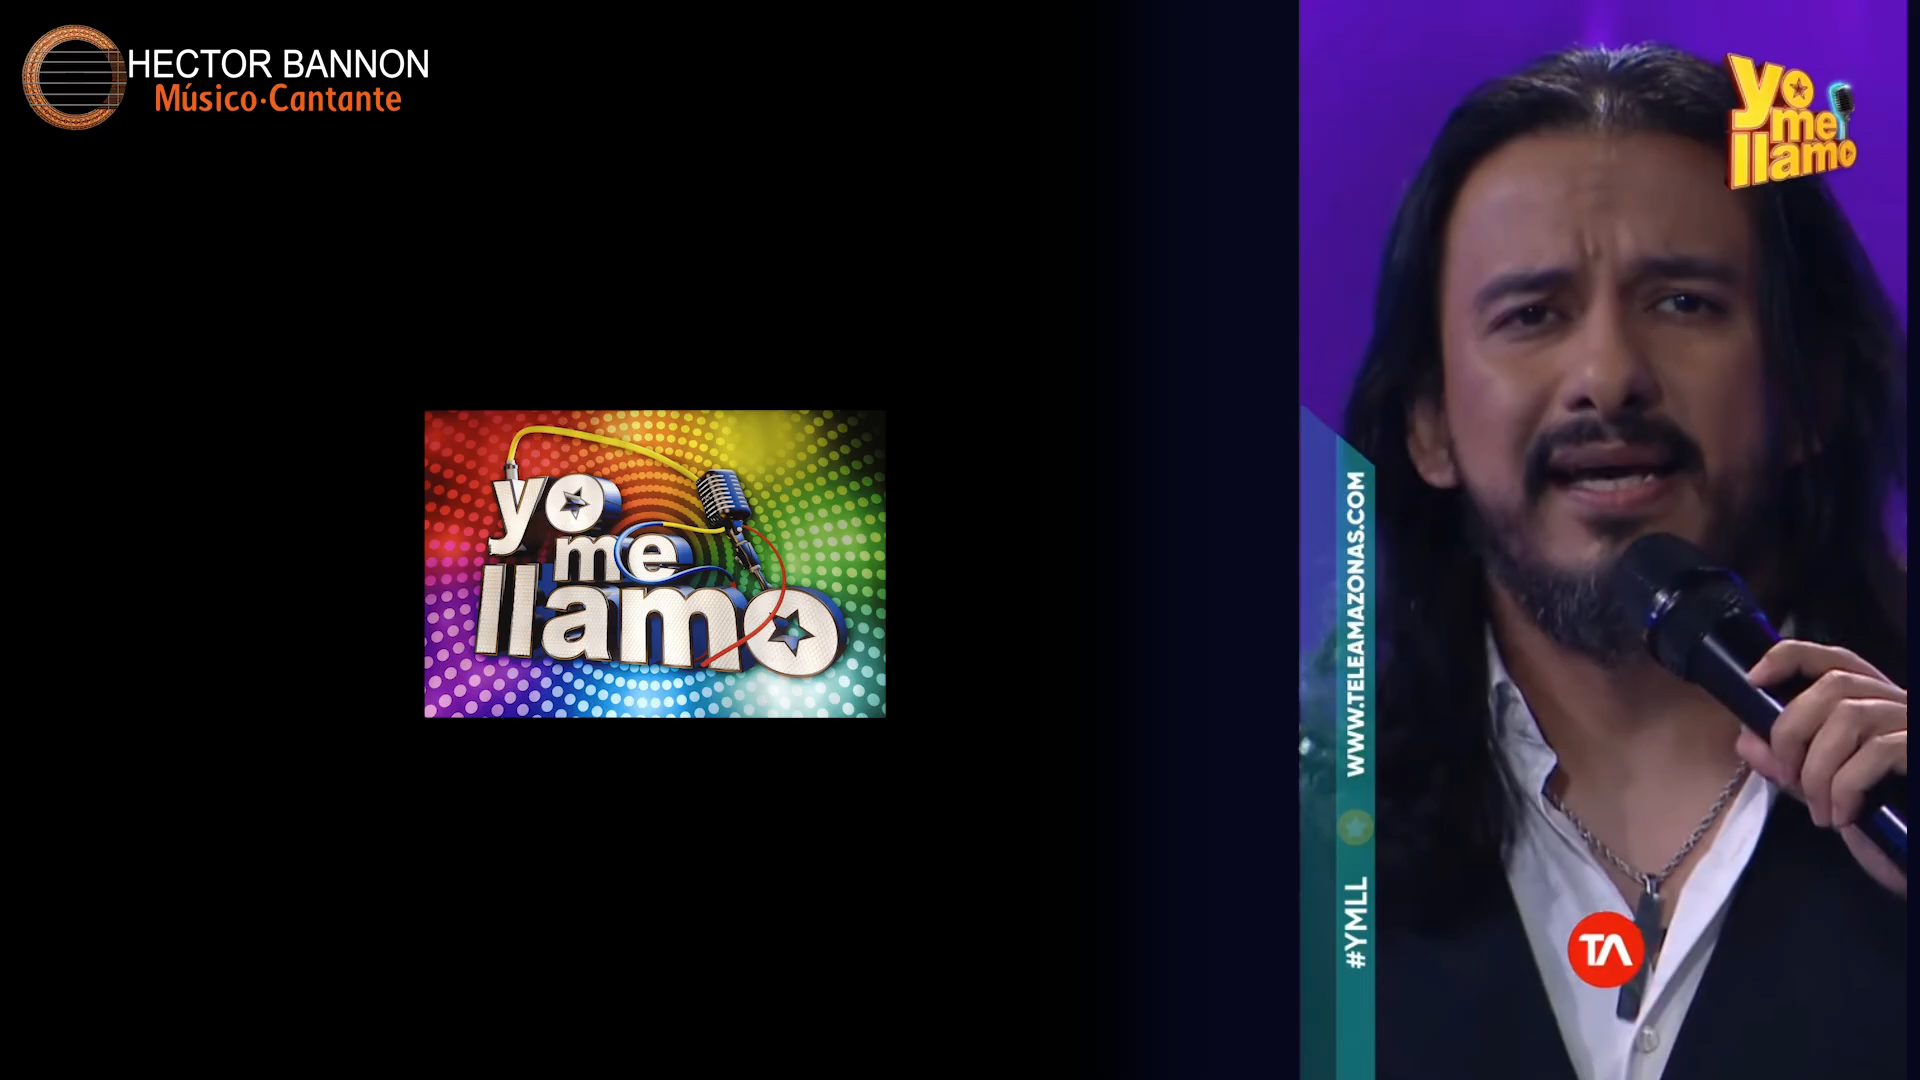 HECTOR BANNON
Músico·Cantante
yo
me
llamo
yo
me
llamo
WWW.TELEAMAZONAS.COM
#YMLL
TA